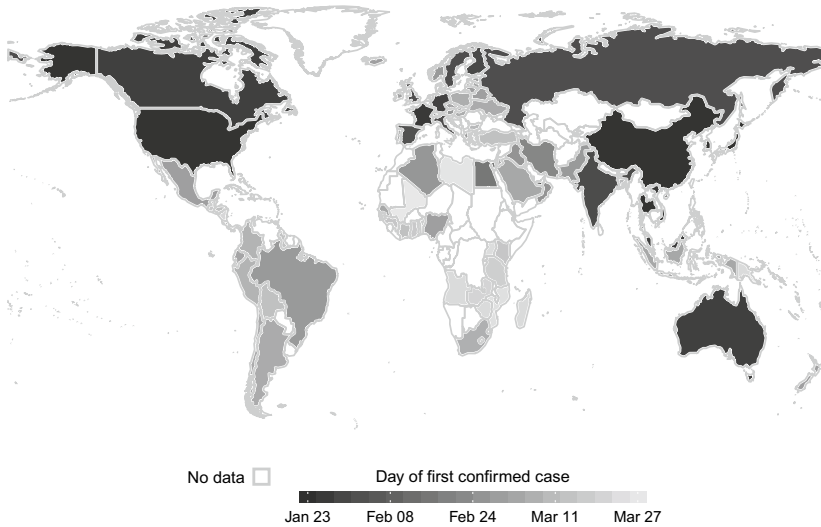 No data
Day of first confirmed case
Jan 23 Feb 08 Feb 24 Mar 11 Mar 27